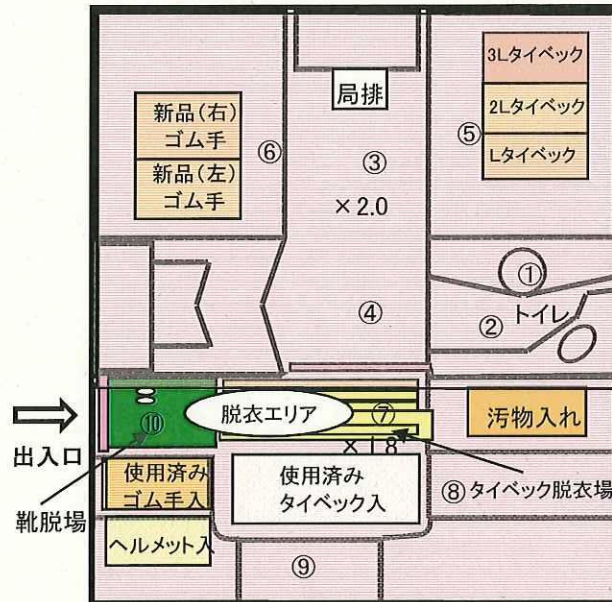 3Lタイベック
2Lタイベック
Lタイベック
⑤
局排
新品(右)
ゴム手
新品(左)
ゴム手
⑥
③
×2.0
①
トイレ
②
④
出入口
⑩
脱衣エリア
⑦
×1.8
汚物入れ
靴脱場
使用済み
ゴム手入
使用済み
タイベック入
⑧タイベック脱衣場
ヘルメット入
⑨